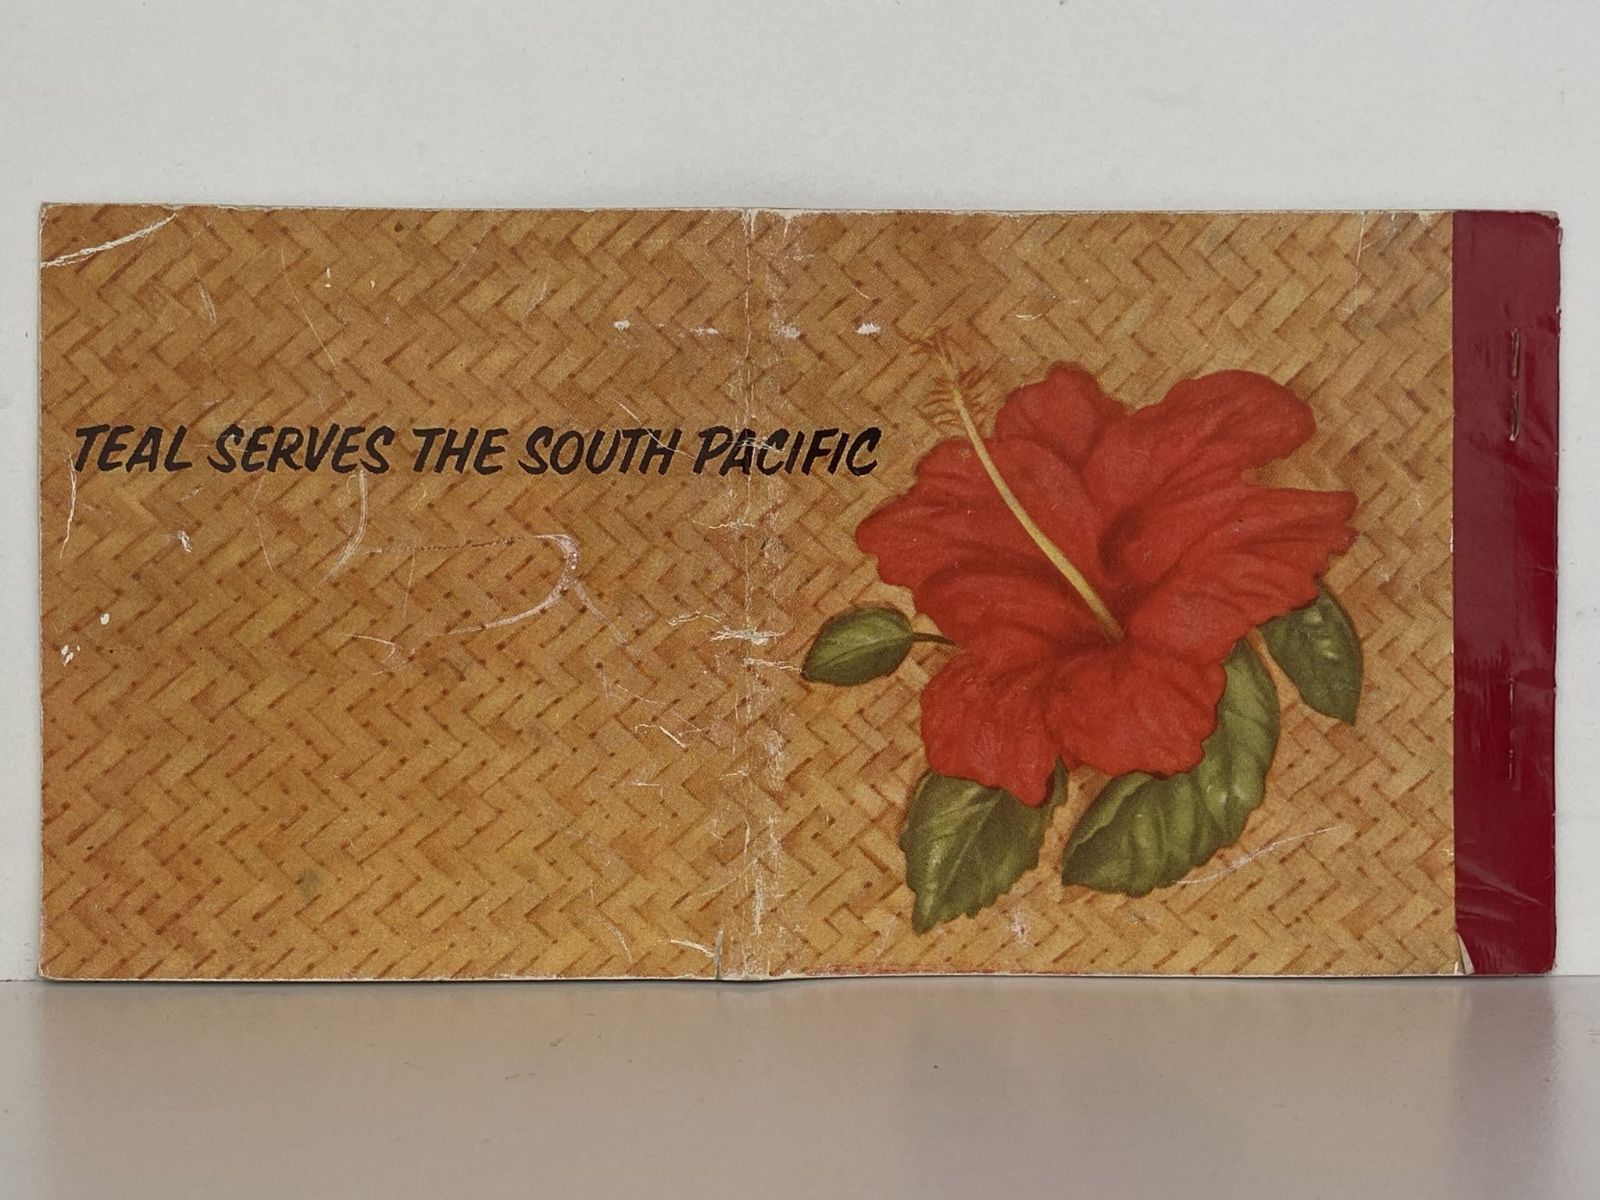 TEAL SERVES THE SOUTH PACIFIC